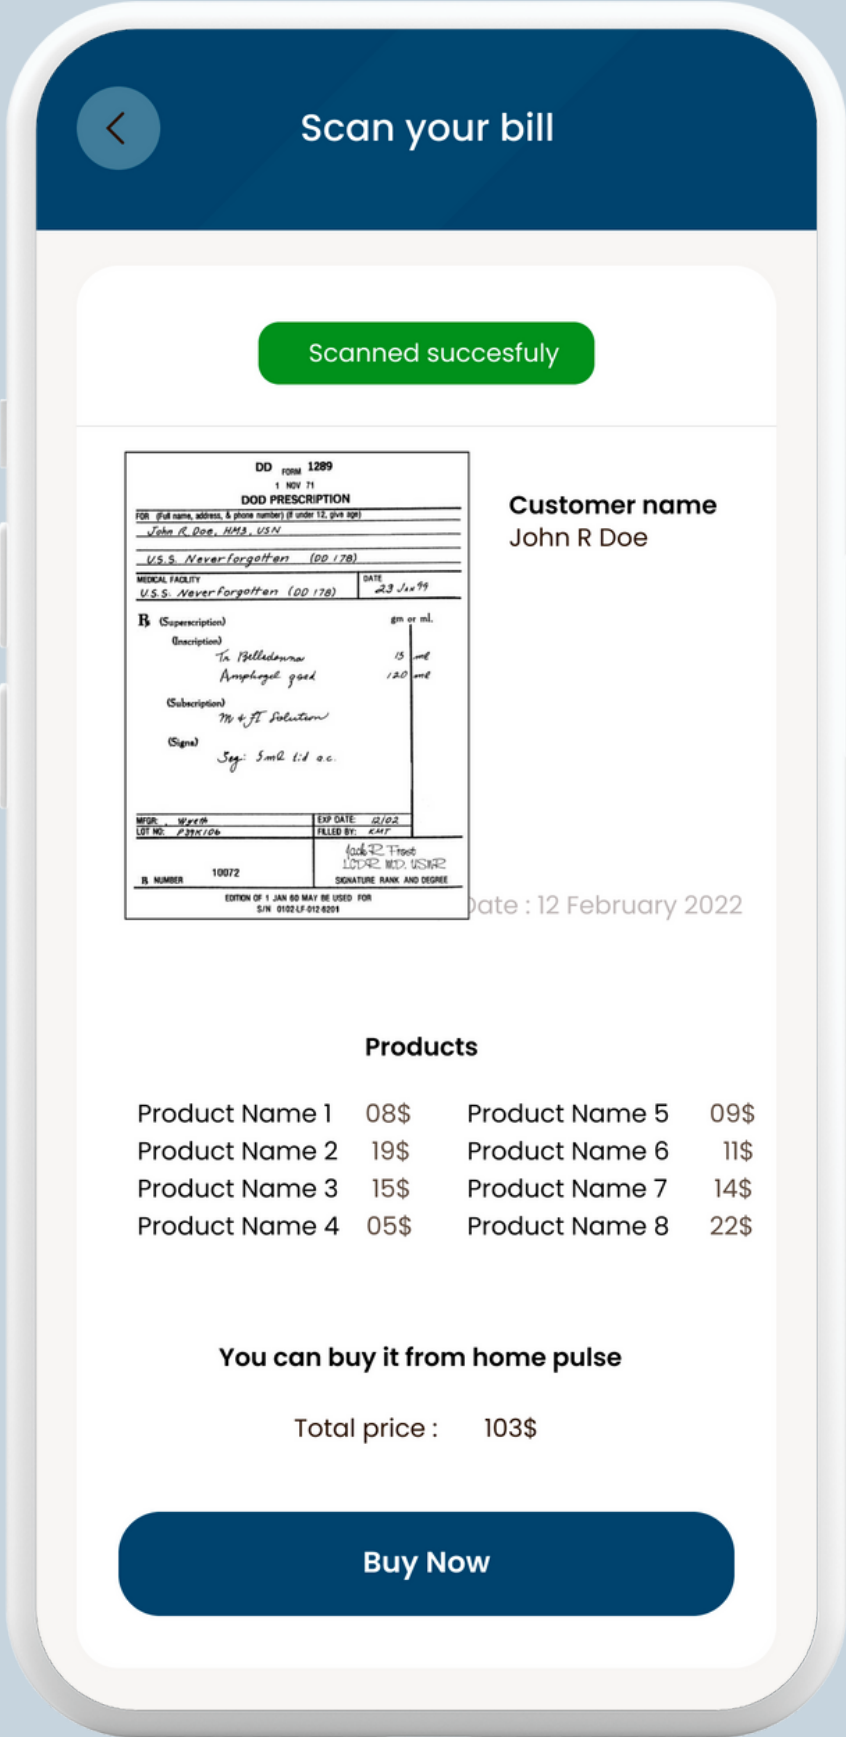 Scan your bill
Scanned succesfuly
DD FORM 1289
1 NOV 71
DOD PRESCRIPTION
FOR (Full name, address, & phone number) (If under 12, give age)
John R Doe, HM3, USN
U.S.S. Neverforgotten (DD 178)
MEDICAL FACILITY
U.S.S. Neverforgotten (DD 178)
DATE
23 Jan 99
℞ (Superscription)
gm or ml.
(Inscription)
Tr Belladonna 15 ml
Amphogel qsad 120 ml
(Subscription)
M & Ft Solution
(Signa)
Sig: 5ml tid a.c.
MFGR: Wyeth
EXP DATE: 12/02
LOT NO: P39K106
FILLED BY: KMT
Jack R Frost
LCDR MD. USNR
℞ NUMBER 10072
SIGNATURE RANK AND DEGREE
EDITION OF 1 JAN 60 MAY BE USED FOR
S/N 0102-LF-012-6201
Customer name
John R Doe
Date : 12 February 2022
Products
Product Name 1 08$
Product Name 2 19$
Product Name 3 15$
Product Name 4 05$
Product Name 5 09$
Product Name 6 11$
Product Name 7 14$
Product Name 8 22$
You can buy it from home pulse
Total price : 103$
Buy Now